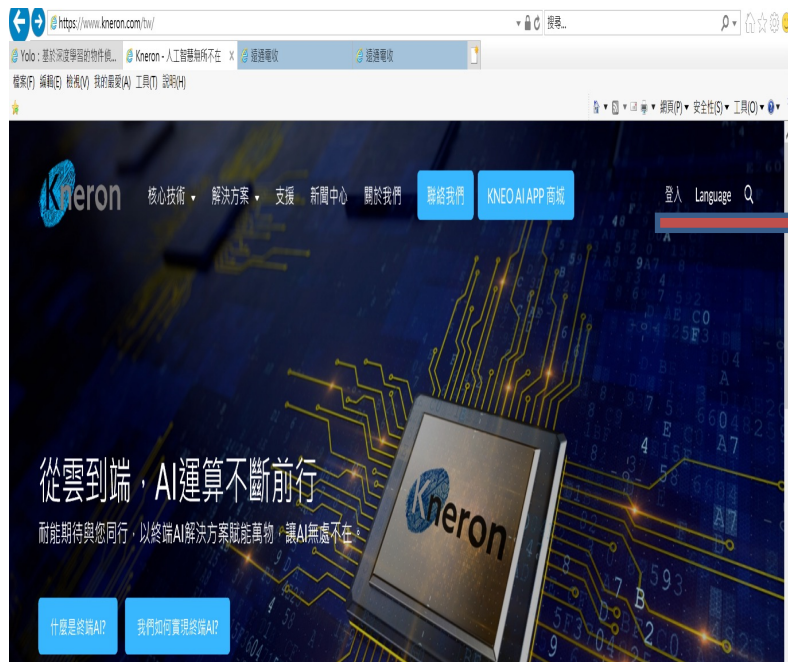 https://www.kneron.com/tw/
搜尋...
Yolo : 基於深度學習的物件偵...
Kneron - 人工智慧無所不在
遠通電收
遠通電收
檔案(F) 編輯(E) 檢視(V) 我的最愛(A) 工具(T) 說明(H)
網頁(P) 安全性(S) 工具(O)
Kneron
核心技術 解決方案 支援 新聞中心 關於我們 聯絡我們 KNEO AI APP 商城
登入 Language
從雲到端，AI運算不斷前行
耐能期待與您同行，以終端AI解決方案賦能萬物，讓AI無處不在。
Kneron
什麼是終端AI?
我們如何實現終端AI?